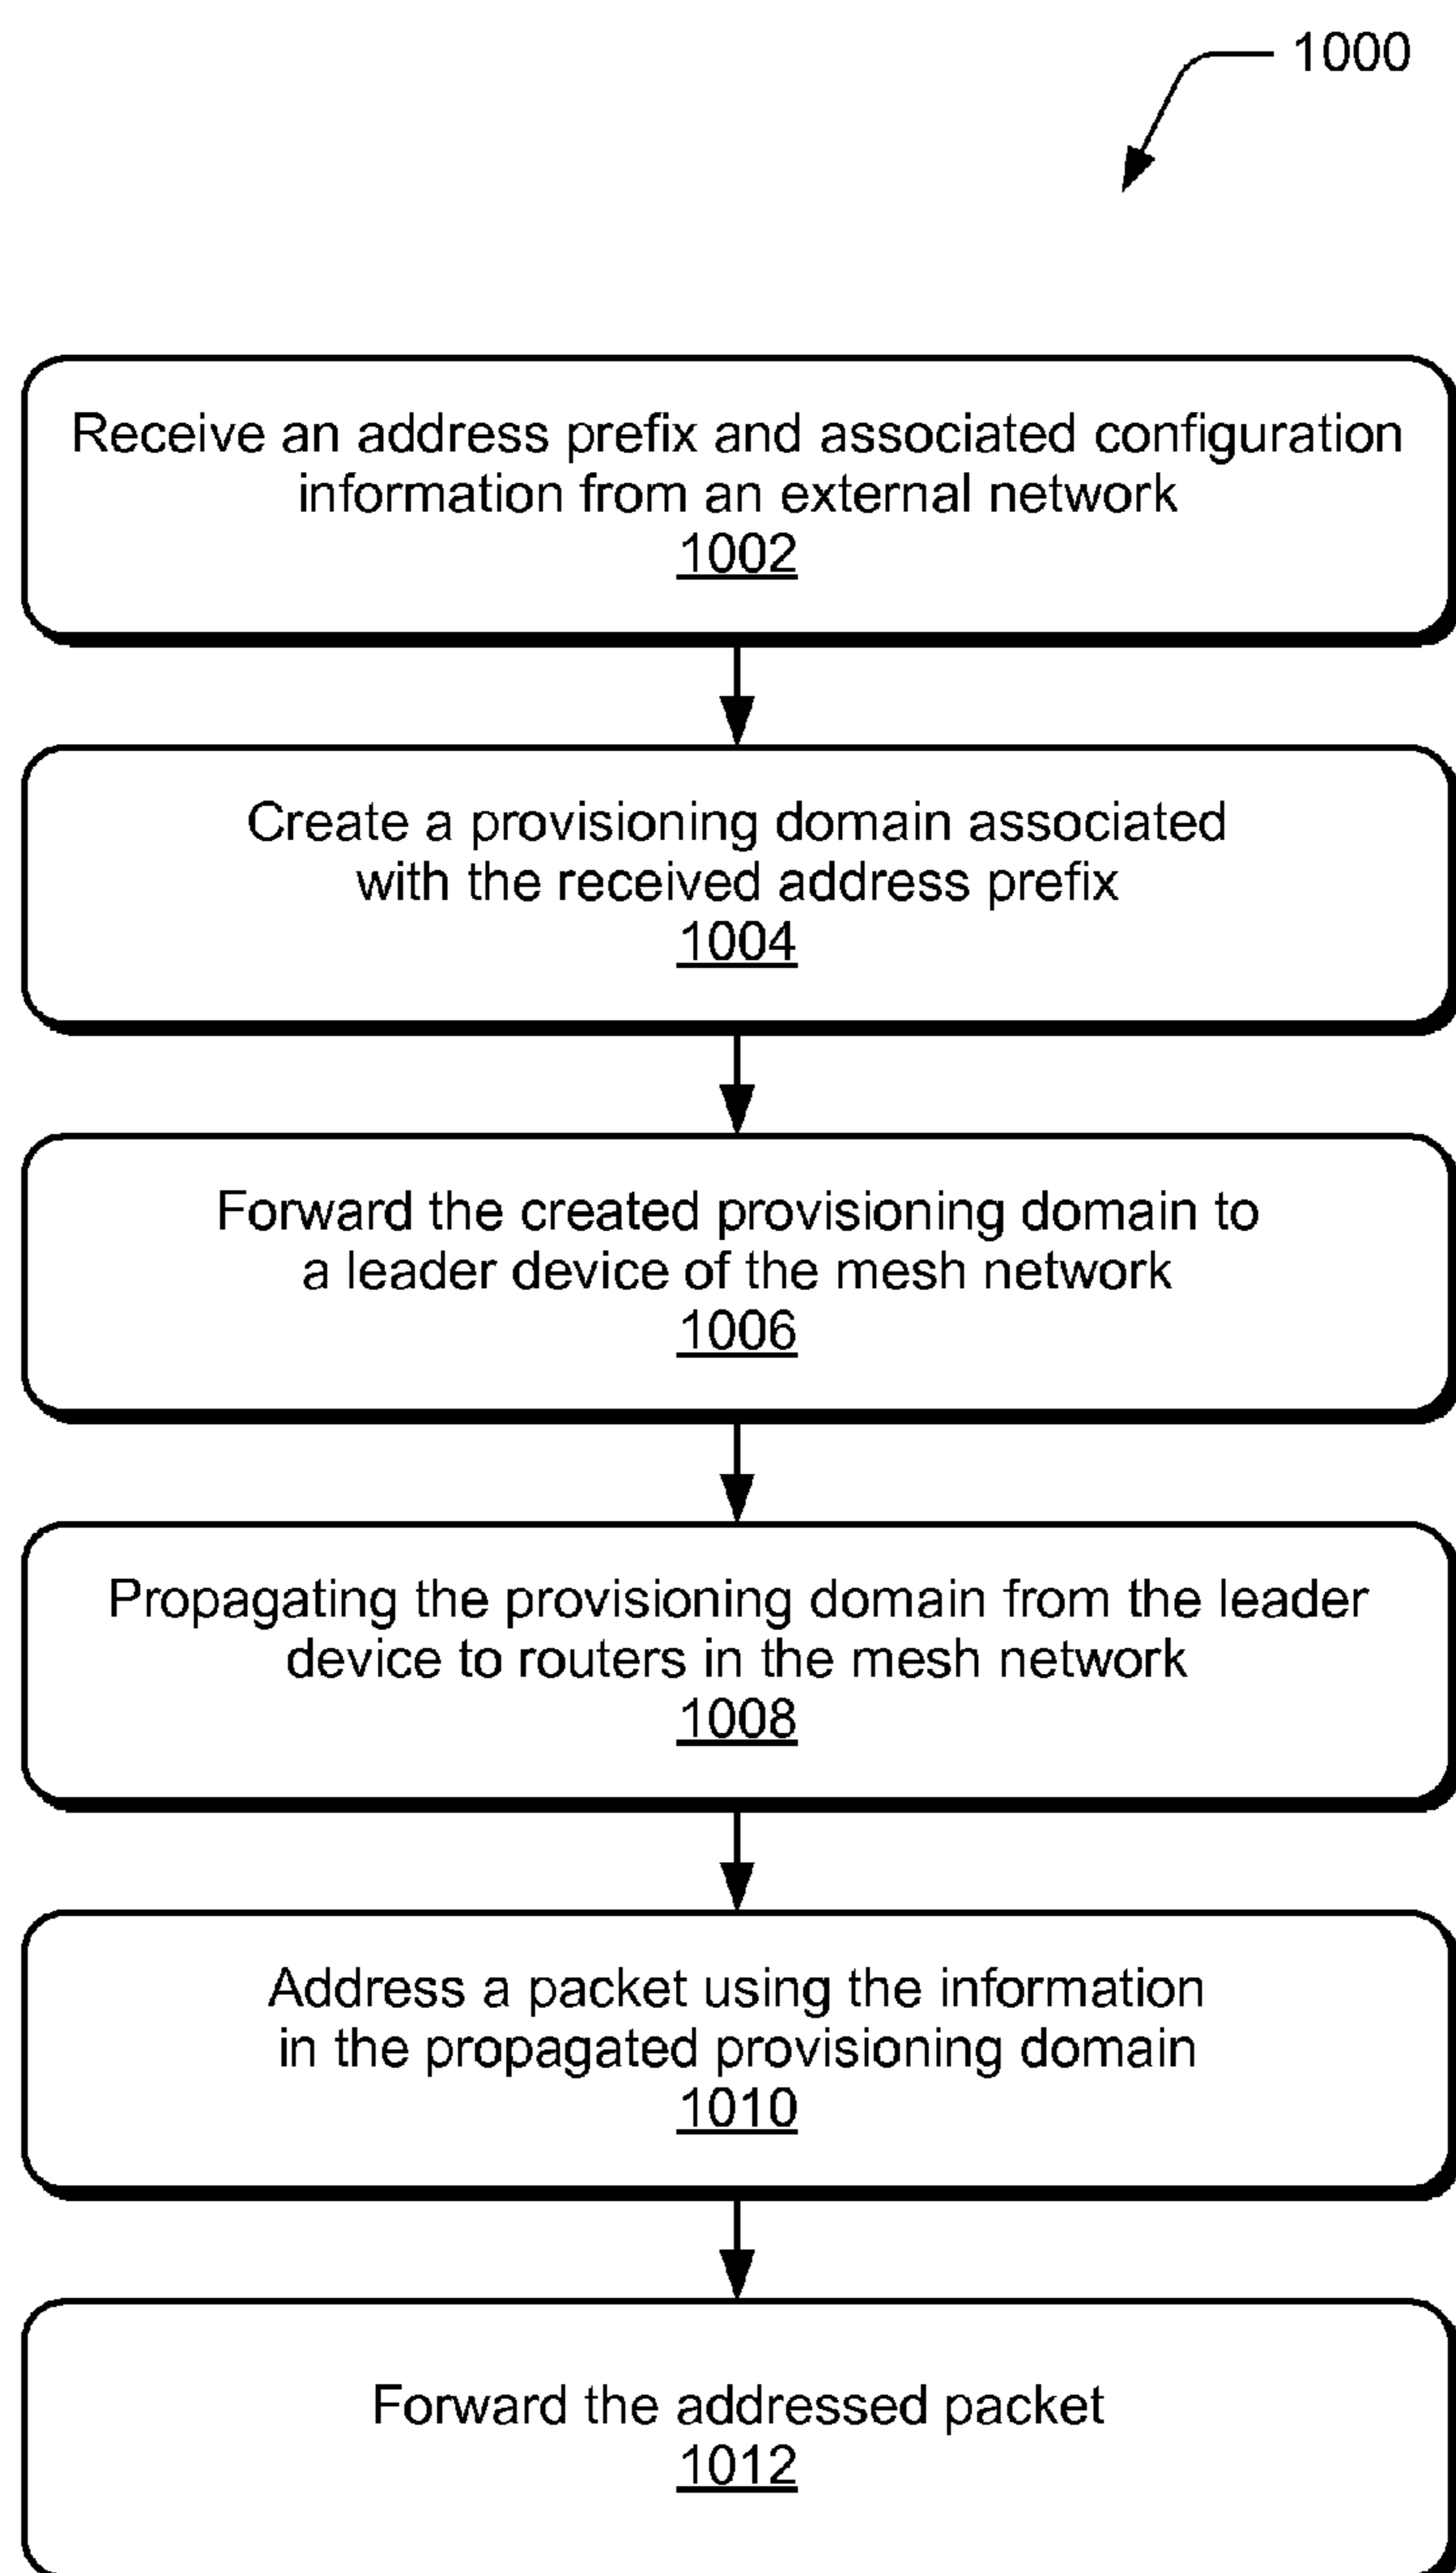 1000
Receive an address prefix and associated configuration
information from an external network
1002
Create a provisioning domain associated
with the received address prefix
1004
Forward the created provisioning domain to
a leader device of the mesh network
1006
Propagating the provisioning domain from the leader
device to routers in the mesh network
1008
Address a packet using the information
in the propagated provisioning domain
1010
Forward the addressed packet
1012